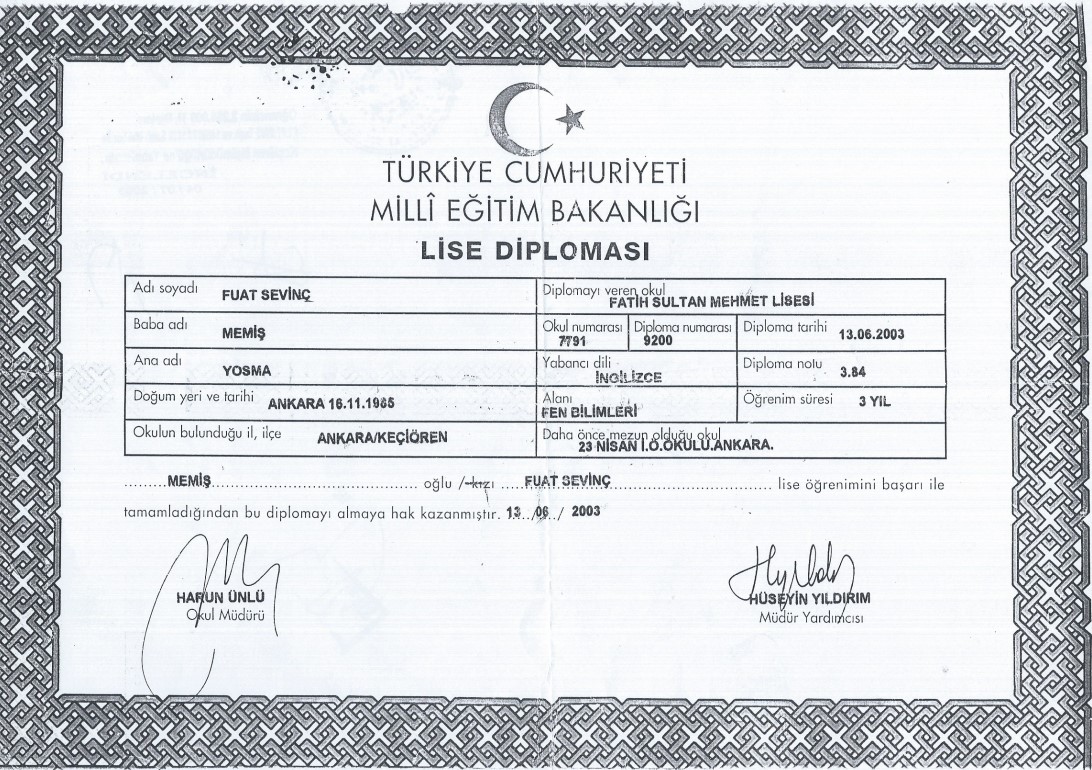 TÜRKİYE CUMHURİYETİ
MİLLÎ EĞİTİM BAKANLIĞI
LİSE DİPLOMASI
Adı soyadı FUAT SEVİNÇ
Diplomayı veren okul FATİH SULTAN MEHMET LİSESİ
Baba adı MEMİŞ
Okul numarası 7791
Diploma numarası 9200
Diploma tarihi 13.06.2003
Ana adı YOSMA
Yabancı dili İNGİLİZCE
Diploma notu 3.84
Doğum yeri ve tarihi ANKARA 16.11.1985
Alanı FEN BİLİMLERİ
Öğrenim süresi 3 YIL
Okulun bulunduğu il, ilçe ANKARA/KEÇİÖREN
Daha önce mezun olduğu okul 23 NİSAN İ.Ö.OKULU.ANKARA.
MEMİŞ oğlu / kızı FUAT SEVİNÇ lise öğrenimini başarı ile
tamamladığından bu diplomayı almaya hak kazanmıştır. 13 / 06 / 2003
HARUN ÜNLÜ
Okul Müdürü
HÜSEYİN YILDIRIM
Müdür Yardımcısı